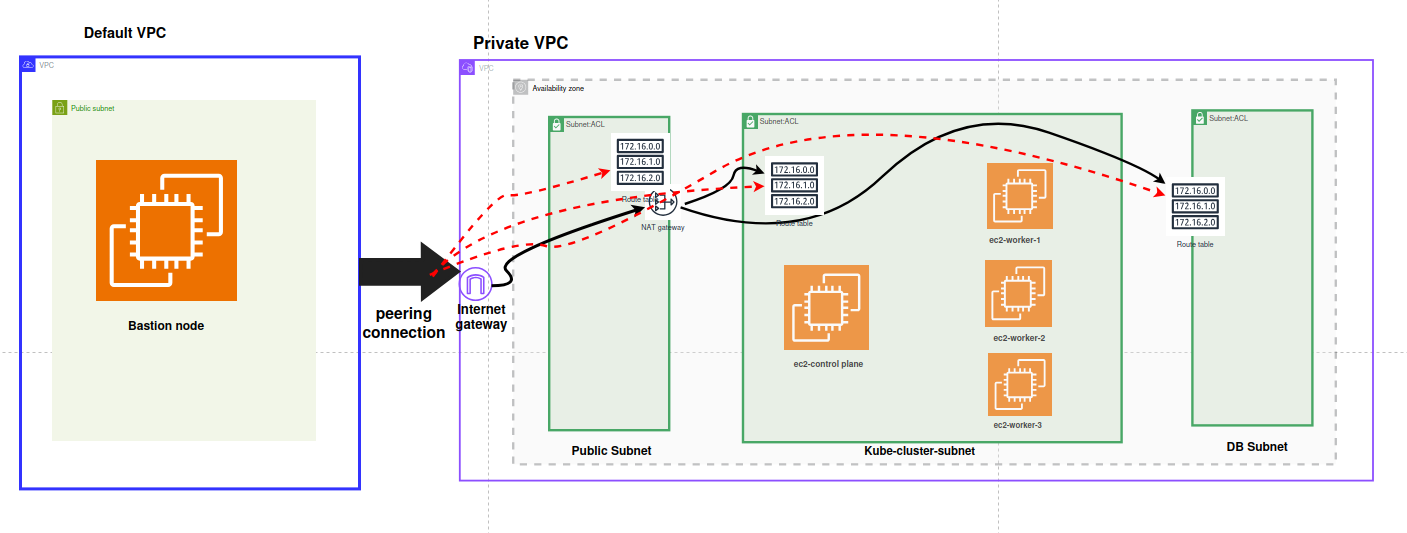 Default VPC
VPC
Public subnet
Bastion node
peering
connection
Internet
gateway
Private VPC
VPC
Availability zone
Subnet:ACL
172.16.0.0
172.16.1.0
172.16.2.0
Route table
NAT gateway
Public Subnet
Subnet:ACL
172.16.0.0
172.16.1.0
172.16.2.0
Route table
ec2-control plane
ec2-worker-1
ec2-worker-2
ec2-worker-3
Kube-cluster-subnet
Subnet:ACL
172.16.0.0
172.16.1.0
172.16.2.0
Route table
DB Subnet